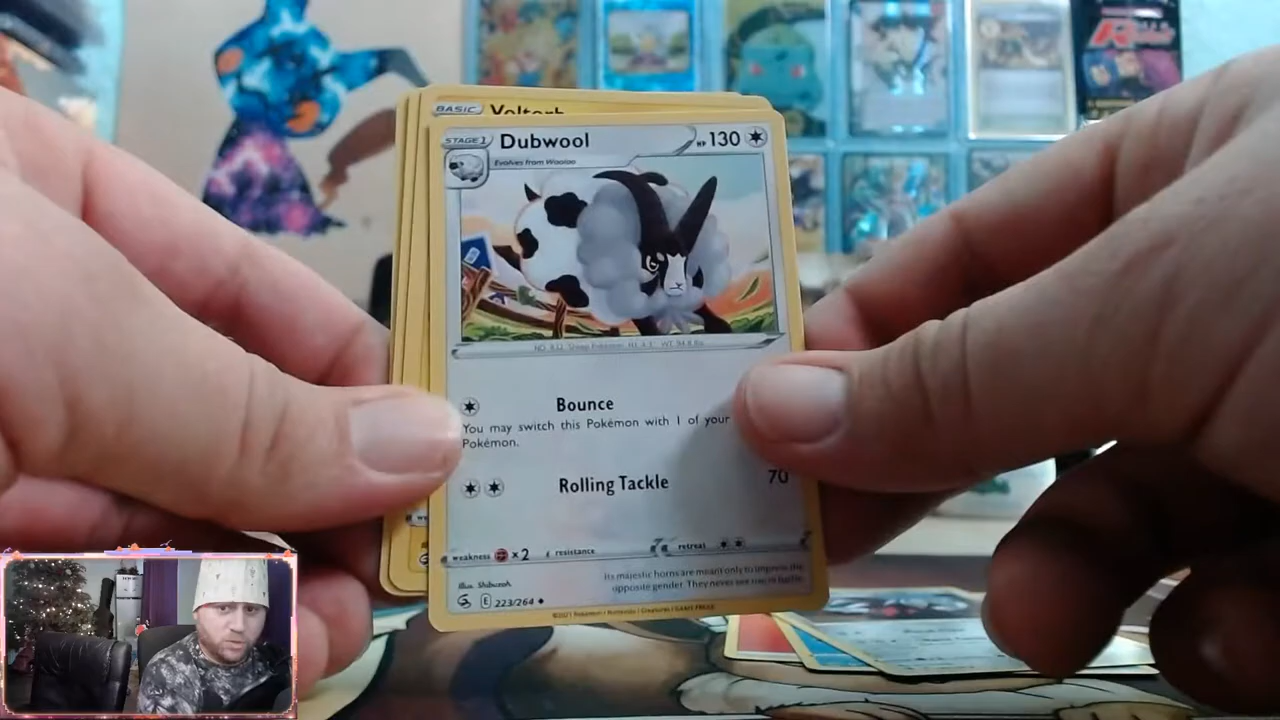 BASIC Voltorb
STAGE 1 Dubwool HP 130
Evolves from Wooloo
NO. 832 Sheep Pokémon HT: 4'3" WT: 94.8 lbs.
Bounce
You may switch this Pokémon with 1 of your
Pokémon.
Rolling Tackle 70
weakness ×2 resistance retreat
Its majestic horns are meant only to impress the
opposite gender. They never see use in battle.
Illus. Shibuzoh
E 223/264
©2021 Pokémon / Nintendo / Creatures / GAME FREAK